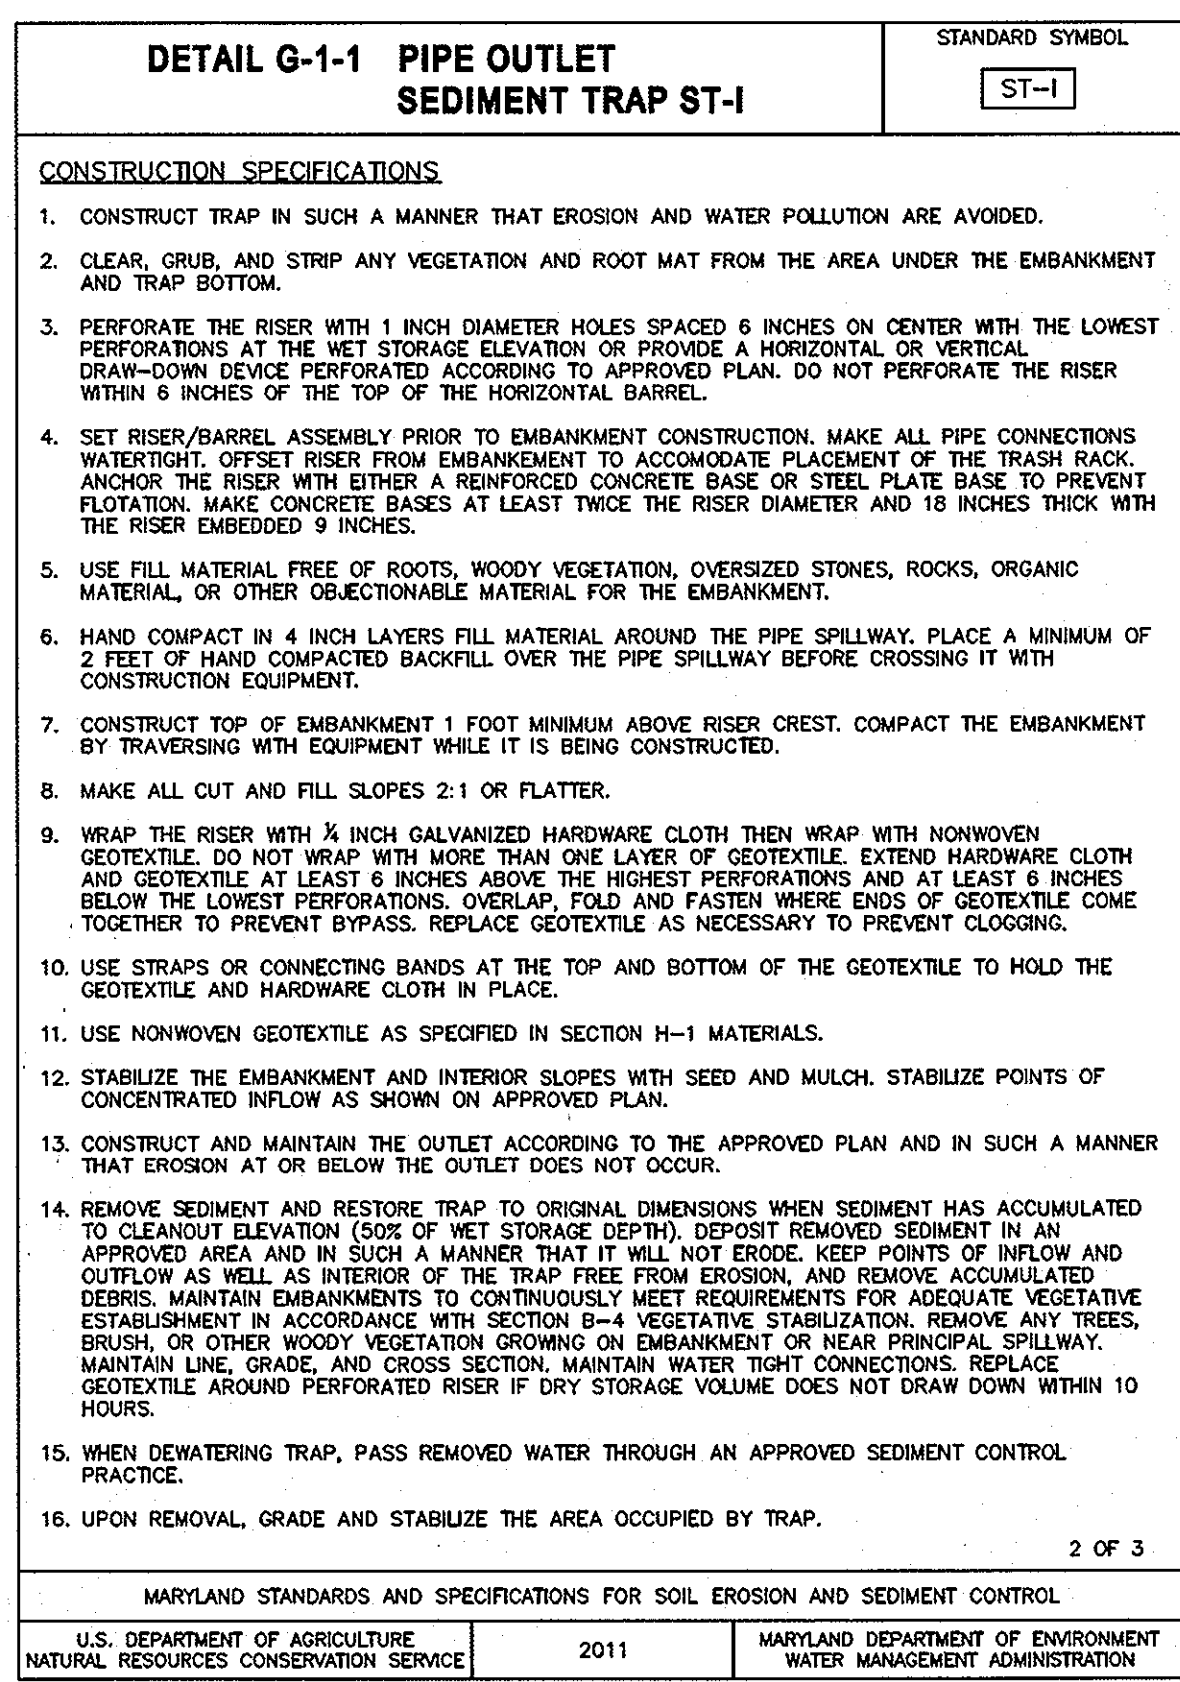 DETAIL G-1-1 PIPE OUTLET
SEDIMENT TRAP ST-I
STANDARD SYMBOL
ST-I
CONSTRUCTION SPECIFICATIONS
1. CONSTRUCT TRAP IN SUCH A MANNER THAT EROSION AND WATER POLLUTION ARE AVOIDED.
2. CLEAR, GRUB, AND STRIP ANY VEGETATION AND ROOT MAT FROM THE AREA UNDER THE EMBANKMENT
AND TRAP BOTTOM.
3. PERFORATE THE RISER WITH 1 INCH DIAMETER HOLES SPACED 6 INCHES ON CENTER WITH THE LOWEST
PERFORATIONS AT THE WET STORAGE ELEVATION OR PROVIDE A HORIZONTAL OR VERTICAL
DRAW-DOWN DEVICE PERFORATED ACCORDING TO APPROVED PLAN. DO NOT PERFORATE THE RISER
WITHIN 6 INCHES OF THE TOP OF THE HORIZONTAL BARREL.
4. SET RISER/BARREL ASSEMBLY PRIOR TO EMBANKMENT CONSTRUCTION. MAKE ALL PIPE CONNECTIONS
WATERTIGHT. OFFSET RISER FROM EMBANKEMENT TO ACCOMODATE PLACEMENT OF THE TRASH RACK.
ANCHOR THE RISER WITH EITHER A REINFORCED CONCRETE BASE OR STEEL PLATE BASE TO PREVENT
FLOTATION. MAKE CONCRETE BASES AT LEAST TWICE THE RISER DIAMETER AND 18 INCHES THICK WITH
THE RISER EMBEDDED 9 INCHES.
5. USE FILL MATERIAL FREE OF ROOTS, WOODY VEGETATION, OVERSIZED STONES, ROCKS, ORGANIC
MATERIAL, OR OTHER OBJECTIONABLE MATERIAL FOR THE EMBANKMENT.
6. HAND COMPACT IN 4 INCH LAYERS FILL MATERIAL AROUND THE PIPE SPILLWAY. PLACE A MINIMUM OF
2 FEET OF HAND COMPACTED BACKFILL OVER THE PIPE SPILLWAY BEFORE CROSSING IT WITH
CONSTRUCTION EQUIPMENT.
7. CONSTRUCT TOP OF EMBANKMENT 1 FOOT MINIMUM ABOVE RISER CREST. COMPACT THE EMBANKMENT
BY TRAVERSING WITH EQUIPMENT WHILE IT IS BEING CONSTRUCTED.
8. MAKE ALL CUT AND FILL SLOPES 2:1 OR FLATTER.
9. WRAP THE RISER WITH ¼ INCH GALVANIZED HARDWARE CLOTH THEN WRAP WITH NONWOVEN
GEOTEXTILE. DO NOT WRAP WITH MORE THAN ONE LAYER OF GEOTEXTILE. EXTEND HARDWARE CLOTH
AND GEOTEXTILE AT LEAST 6 INCHES ABOVE THE HIGHEST PERFORATIONS AND AT LEAST 6 INCHES
BELOW THE LOWEST PERFORATIONS. OVERLAP, FOLD AND FASTEN WHERE ENDS OF GEOTEXTILE COME
TOGETHER TO PREVENT BYPASS. REPLACE GEOTEXTILE AS NECESSARY TO PREVENT CLOGGING.
10. USE STRAPS OR CONNECTING BANDS AT THE TOP AND BOTTOM OF THE GEOTEXTILE TO HOLD THE
GEOTEXTILE AND HARDWARE CLOTH IN PLACE.
11. USE NONWOVEN GEOTEXTILE AS SPECIFIED IN SECTION H-1 MATERIALS.
12. STABILIZE THE EMBANKMENT AND INTERIOR SLOPES WITH SEED AND MULCH. STABILIZE POINTS OF
CONCENTRATED INFLOW AS SHOWN ON APPROVED PLAN.
13. CONSTRUCT AND MAINTAIN THE OUTLET ACCORDING TO THE APPROVED PLAN AND IN SUCH A MANNER
THAT EROSION AT OR BELOW THE OUTLET DOES NOT OCCUR.
14. REMOVE SEDIMENT AND RESTORE TRAP TO ORIGINAL DIMENSIONS WHEN SEDIMENT HAS ACCUMULATED
TO CLEANOUT ELEVATION (50% OF WET STORAGE DEPTH). DEPOSIT REMOVED SEDIMENT IN AN
APPROVED AREA AND IN SUCH A MANNER THAT IT WILL NOT ERODE. KEEP POINTS OF INFLOW AND
OUTFLOW AS WELL AS INTERIOR OF THE TRAP FREE FROM EROSION, AND REMOVE ACCUMULATED
DEBRIS. MAINTAIN EMBANKMENTS TO CONTINUOUSLY MEET REQUIREMENTS FOR ADEQUATE VEGETATIVE
ESTABLISHMENT IN ACCORDANCE WITH SECTION B-4 VEGETATIVE STABILIZATION. REMOVE ANY TREES,
BRUSH, OR OTHER WOODY VEGETATION GROWING ON EMBANKMENT OR NEAR PRINCIPAL SPILLWAY.
MAINTAIN LINE, GRADE, AND CROSS SECTION. MAINTAIN WATER TIGHT CONNECTIONS. REPLACE
GEOTEXTILE AROUND PERFORATED RISER IF DRY STORAGE VOLUME DOES NOT DRAW DOWN WITHIN 10
HOURS.
15. WHEN DEWATERING TRAP, PASS REMOVED WATER THROUGH AN APPROVED SEDIMENT CONTROL
PRACTICE.
16. UPON REMOVAL, GRADE AND STABILIZE THE AREA OCCUPIED BY TRAP.
2 OF 3
MARYLAND STANDARDS AND SPECIFICATIONS FOR SOIL EROSION AND SEDIMENT CONTROL
U.S. DEPARTMENT OF AGRICULTURE
NATURAL RESOURCES CONSERVATION SERVICE
2011
MARYLAND DEPARTMENT OF ENVIRONMENT
WATER MANAGEMENT ADMINISTRATION